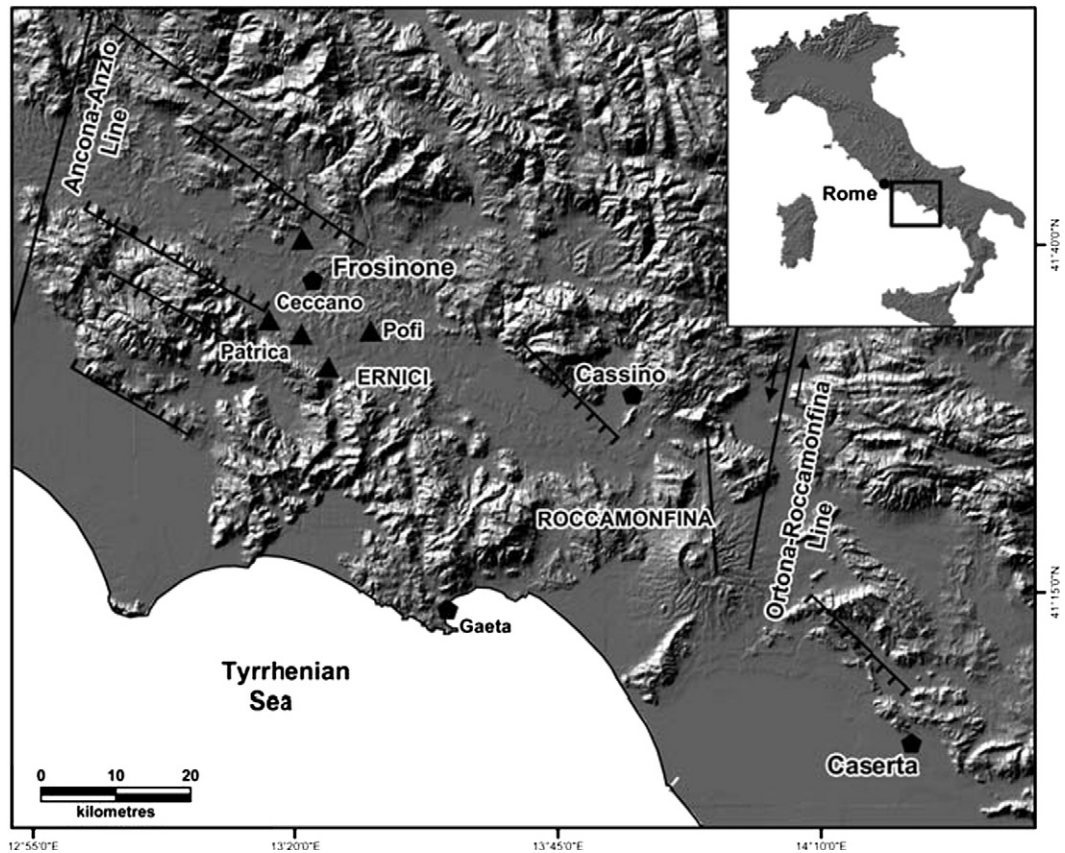 Ancona-Anzio
Line
Rome
Frosinone
Ceccano
Patrica
Pofi
ERNICI
Cassino
ROCCAMONFINA
Ortona-Roccamonfina
Line
Gaeta
Tyrrhenian
Sea
Caserta
0 10 20
kilometres
41°40'0"N
41°15'0"N
12°55'0"E 13°20'0"E 13°45'0"E 14°10'0"E